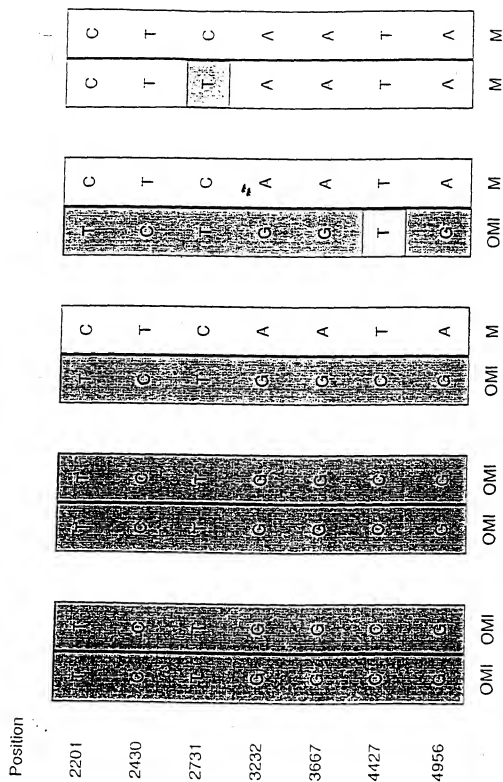 Position
2201 T T T T C T C C C
2430 C C C C C T C T T T
2731 T T T T T C T C T C
3232 G G G G G A G A A A
3667 G G G G G A G A A A
4427 C C C C C T T T T T
4956 G G G G G A G A A A
OMI OMI OMI OMI OMI M OMI M M M